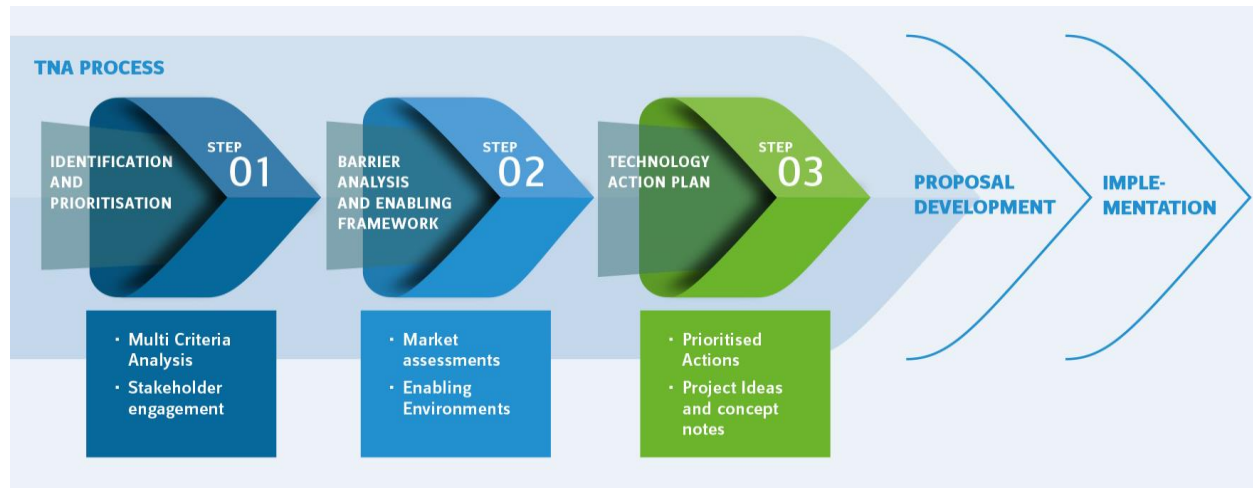 TNA PROCESS
IDENTIFICATION
AND
PRIORITISATION
STEP
01
BARRIER
ANALYSIS
AND ENABLING
FRAMEWORK
STEP
02
TECHNOLOGY
ACTION PLAN
STEP
03
PROPOSAL
DEVELOPMENT
IMPLE-
MENTATION
· Multi Criteria
Analysis
· Stakeholder
engagement
· Market
assessments
· Enabling
Environments
· Prioritised
Actions
· Project Ideas
and concept
notes